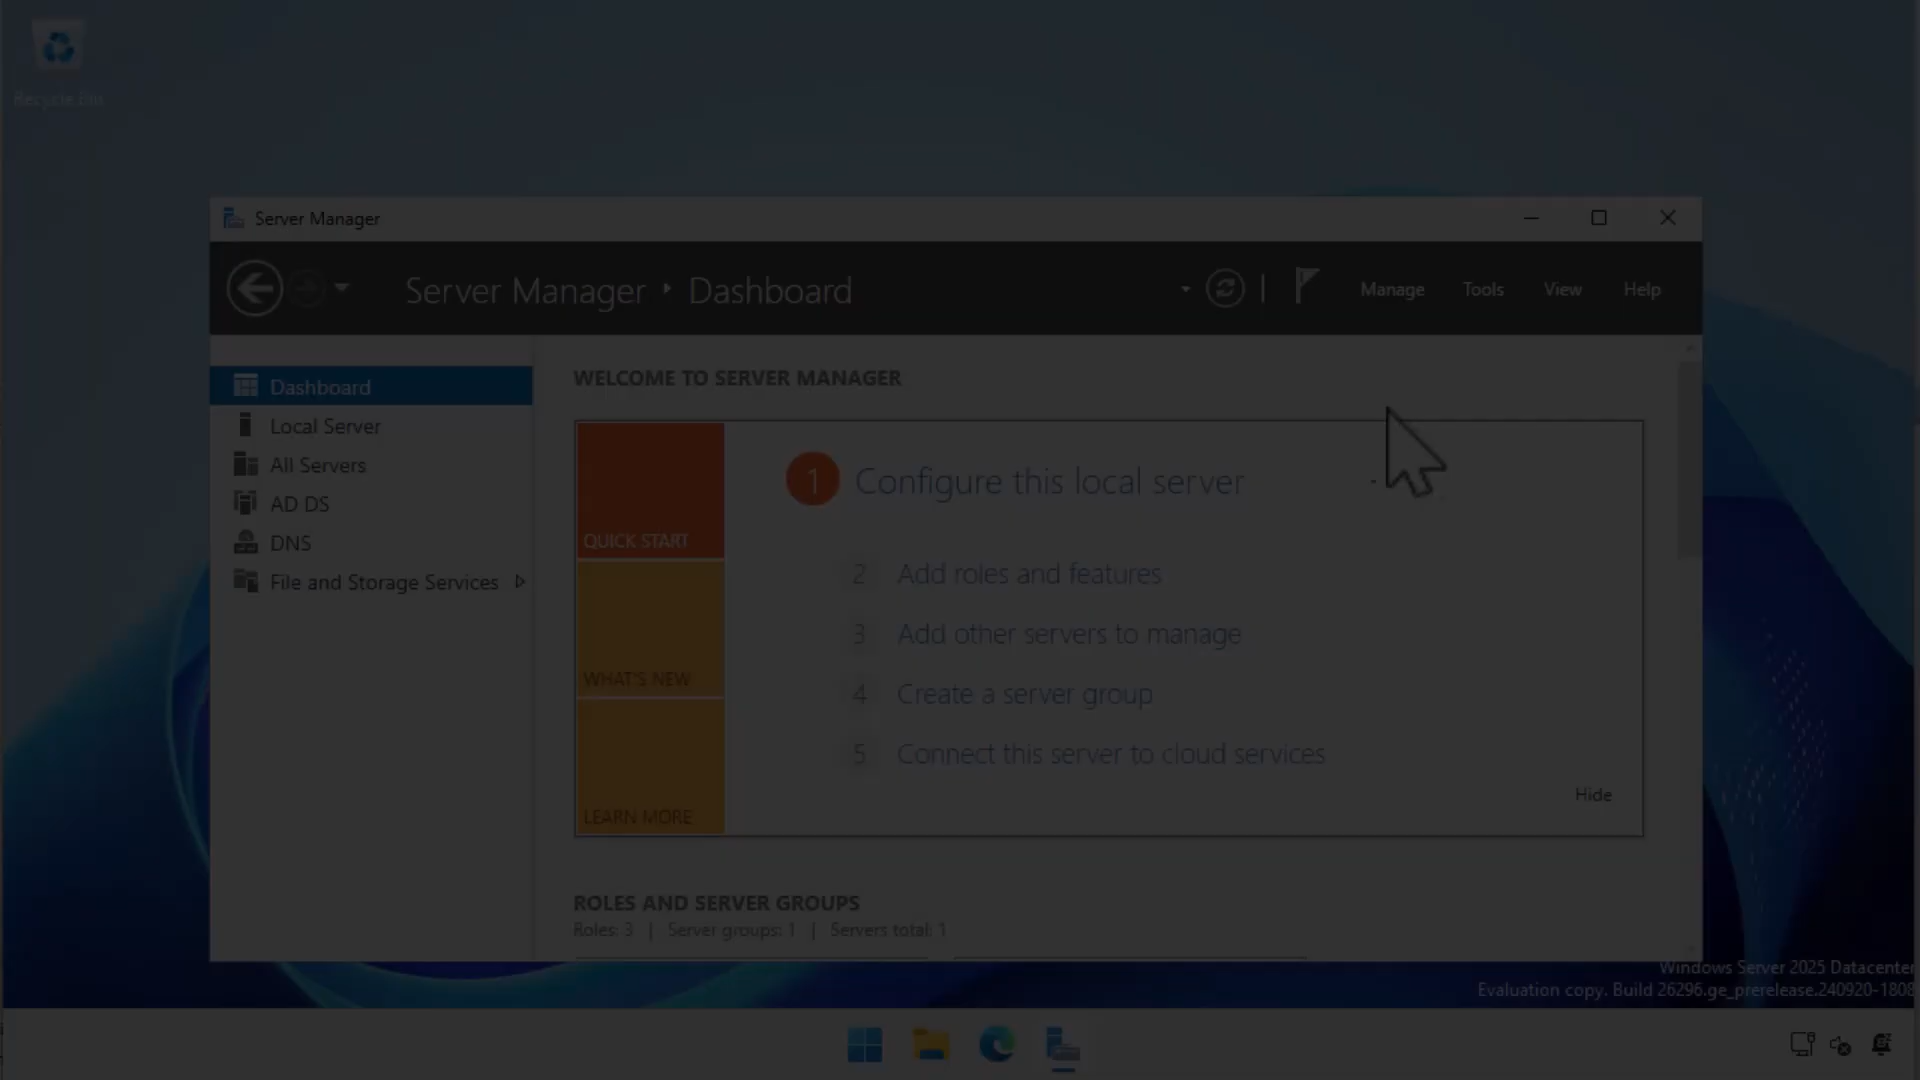 Recycle Bin
Server Manager
Server Manager Dashboard
Manage Tools View Help
Dashboard
Local Server
All Servers
AD DS
DNS
File and Storage Services
WELCOME TO SERVER MANAGER
QUICK START
WHAT'S NEW
LEARN MORE
1 Configure this local server
2 Add roles and features
3 Add other servers to manage
4 Create a server group
5 Connect this server to cloud services
Hide
ROLES AND SERVER GROUPS
Roles: 3 | Server groups: 1 | Servers total: 1
Windows Server 2025 Datacenter
Evaluation copy. Build 26296.ge_prerelease.240920-1808